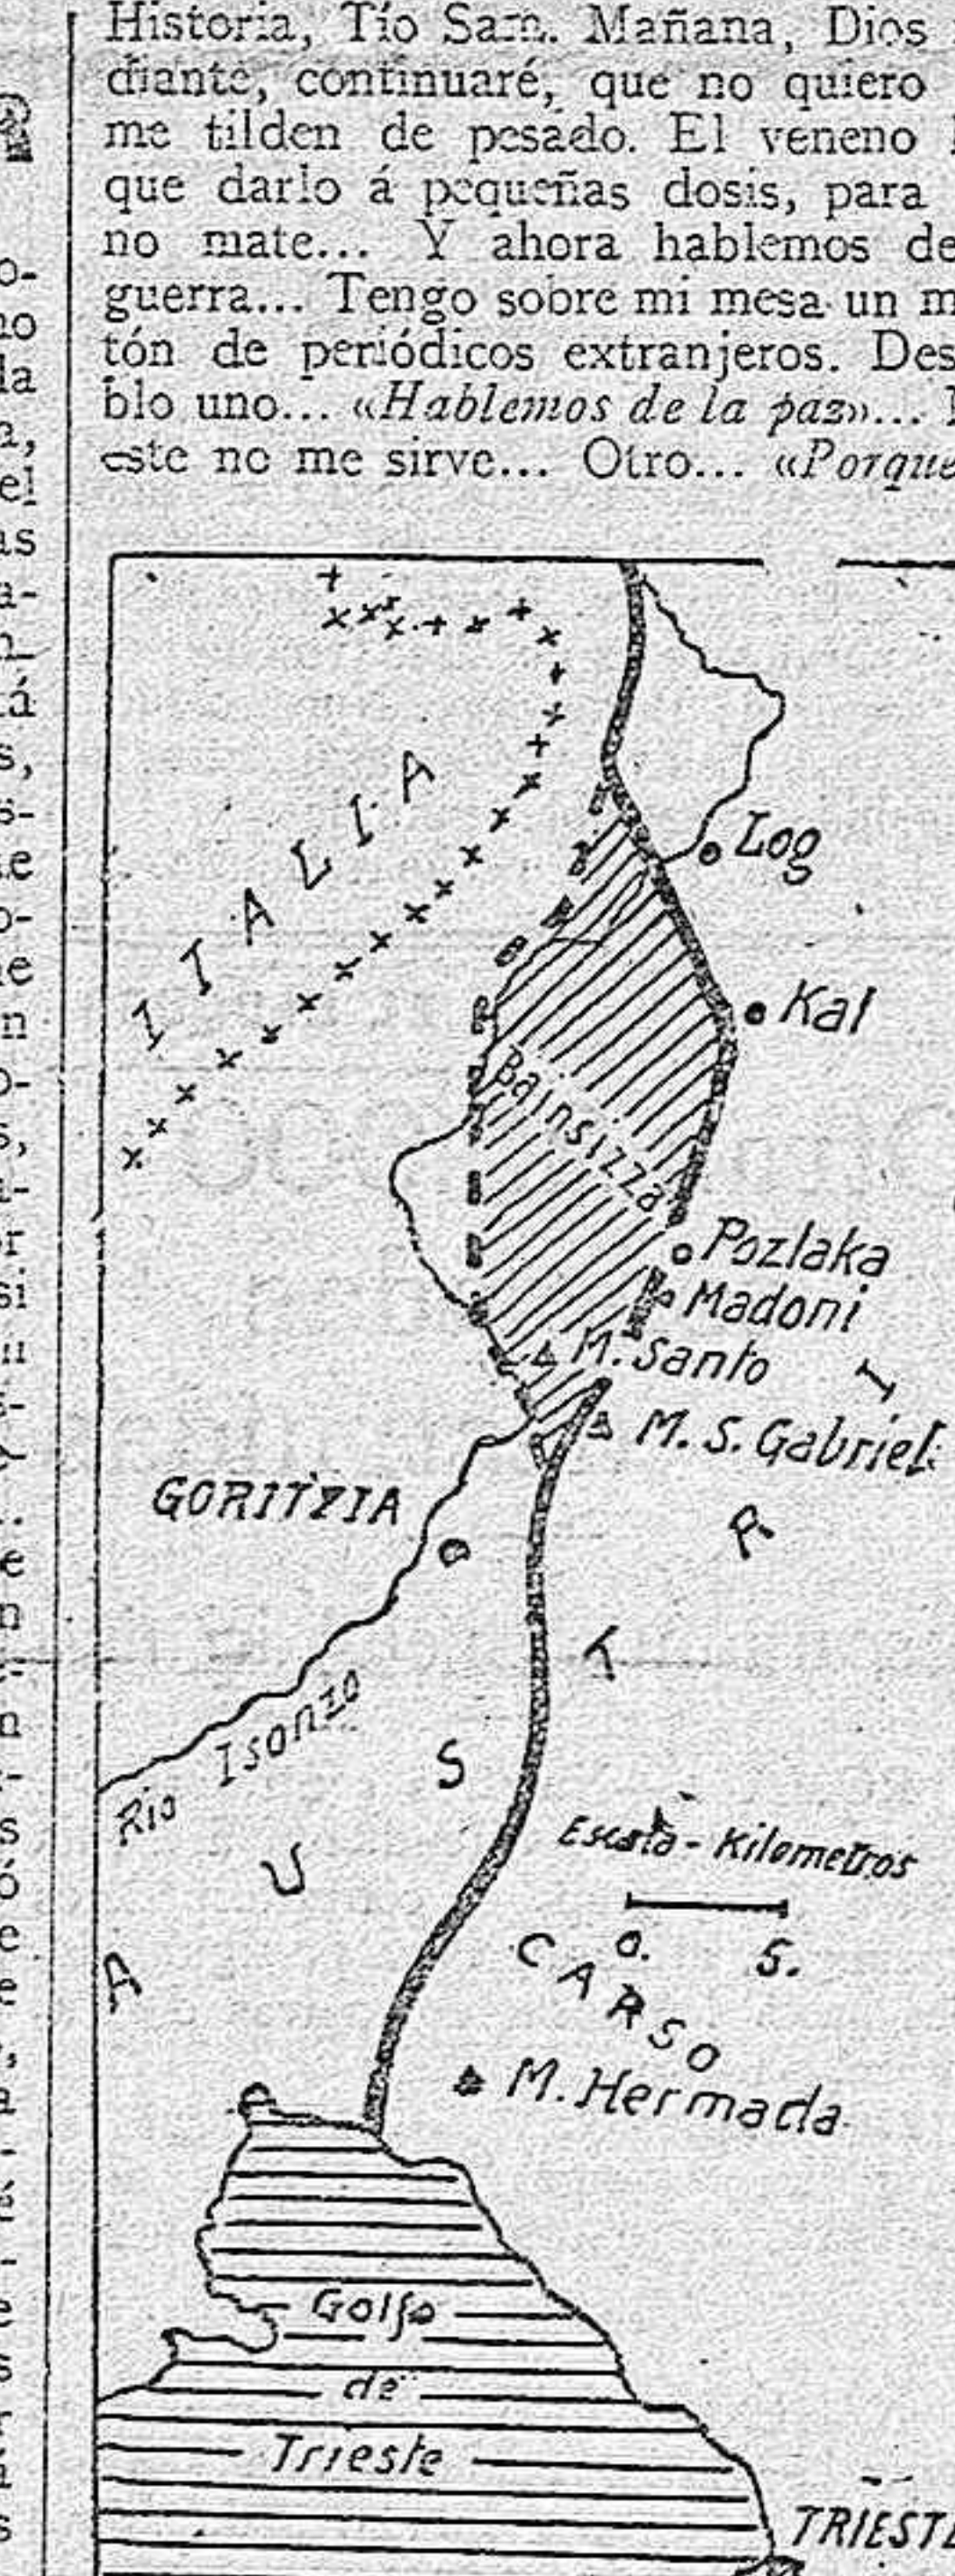 Historia, Tío Sam. Mañana, Dios
diante, continuaré, que no quiero
me tilden de pesado. El veneno
que darlo á pequeñas dosis, para
no mate... Y ahora hablemos de
guerra... Tengo sobre mi mesa un m
tón de periódicos extranjeros. Des
blo uno... «Hablemos de la paz»...
este no me sirve... Otro... «Porque
ITALIA
Log
Kal
Bainsizza
Pozlaka
Madoni
M. Santo
M. S. Gabriel
GORITZIA
Rio Isonzo
A U S T R I
Escala - Kilometros
0. 5.
CARSO
M. Hermada
Golfo
de
Trieste
TRIESTE